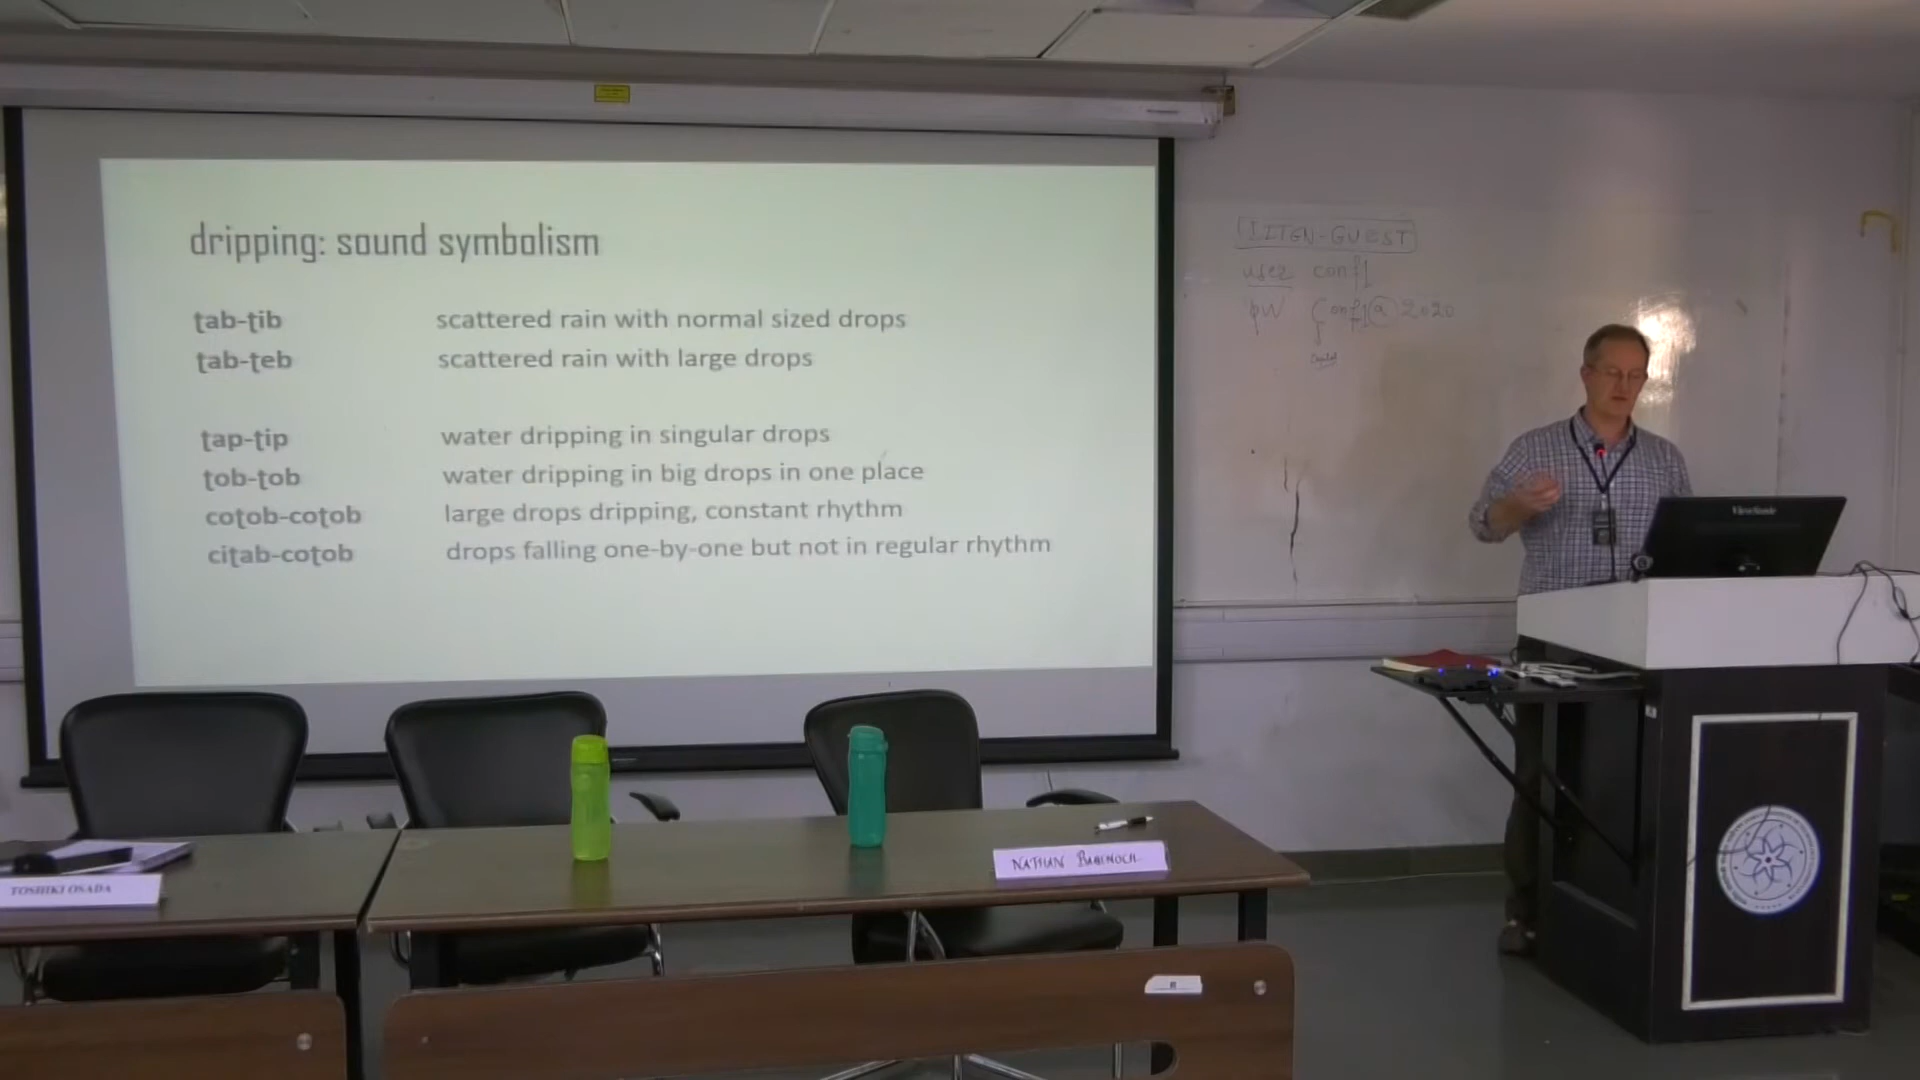 dripping: sound symbolism
ṭab-ṭib scattered rain with normal sized drops
ṭab-ṭeb scattered rain with large drops
ṭap-ṭip water dripping in singular drops
ṭob-ṭob water dripping in big drops in one place
coṭob-coṭob large drops dripping, constant rhythm
ciṭab-coṭob drops falling one-by-one but not in regular rhythm
IITGN-GUEST
user conf1
pw Conf1@2020
Capital
ViewSonic
TOSHIKI OSADA
NATHAN